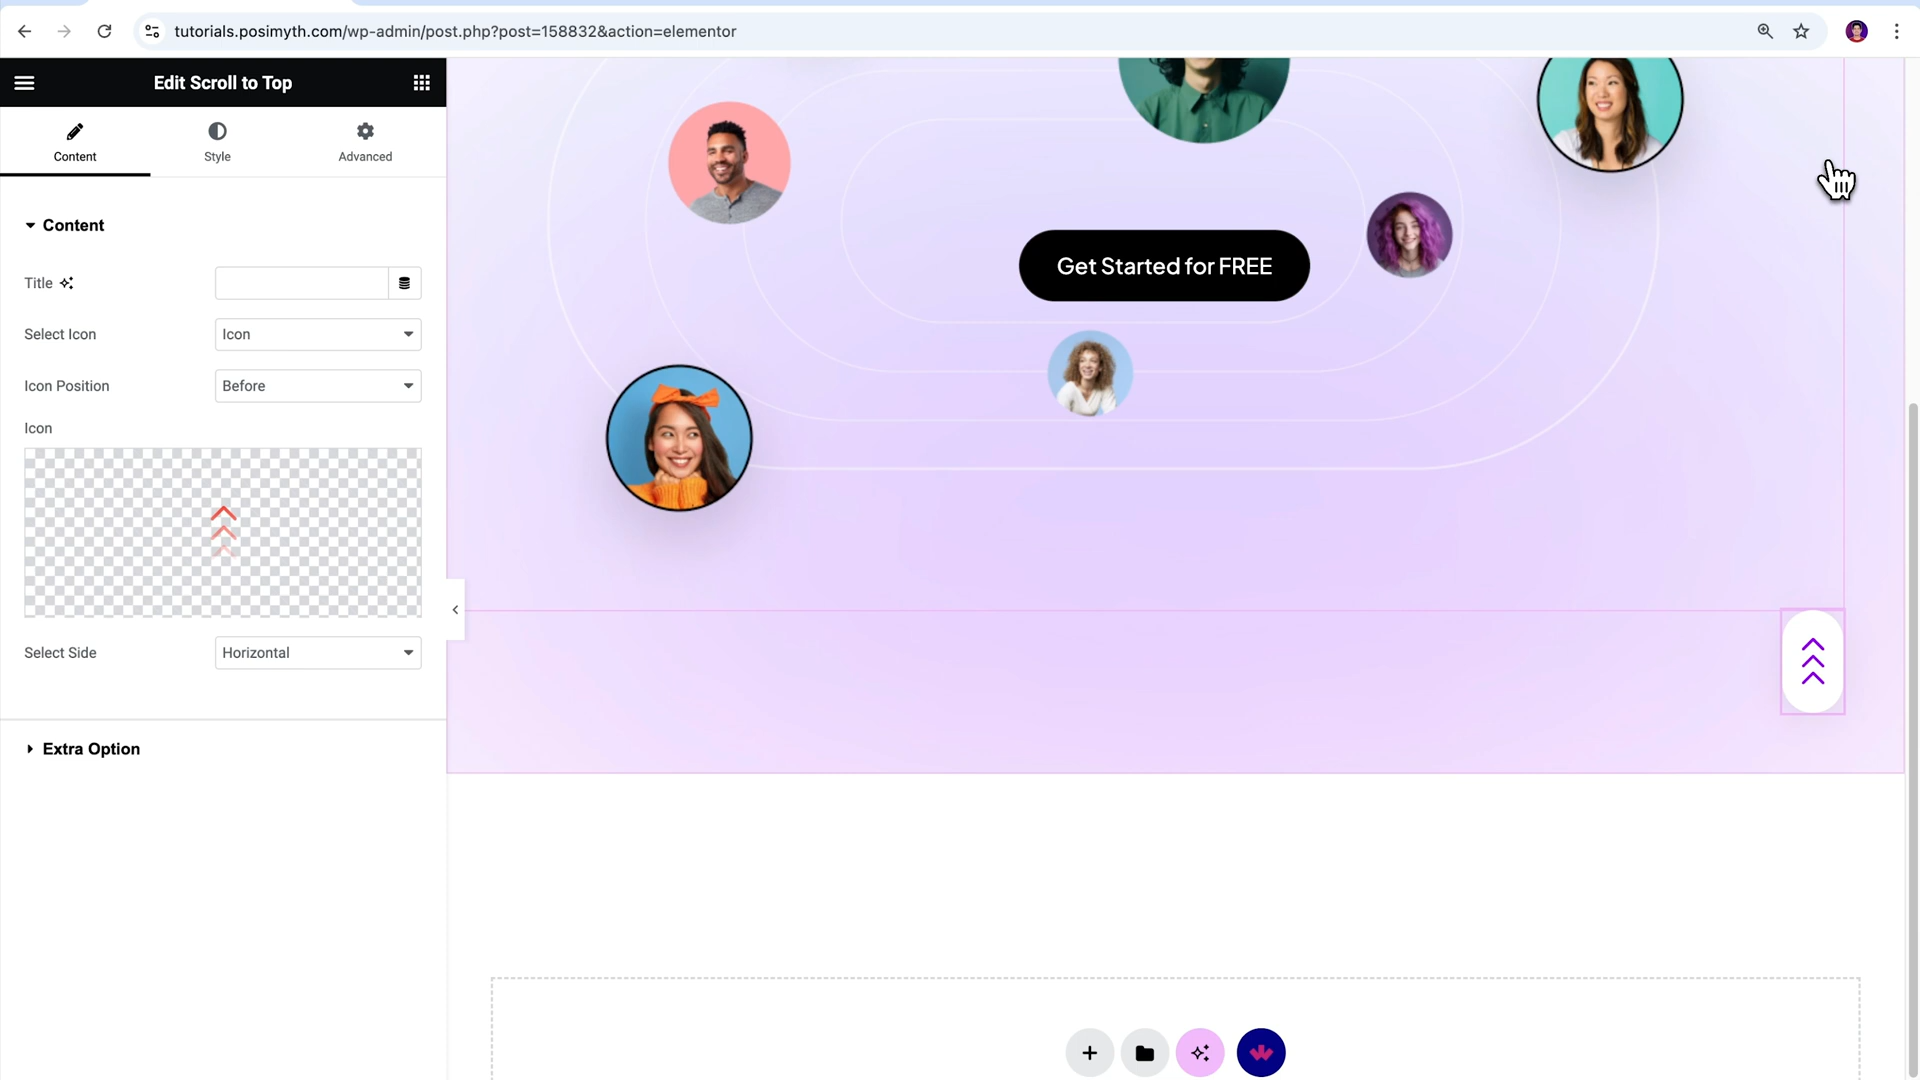 tutorials.posimyth.com/wp-admin/post.php?post=158832&action=elementor
Edit Scroll to Top
Content
Style
Advanced
Content
Title
Select Icon
Icon
Icon Position
Before
Icon
Select Side
Horizontal
Extra Option
Get Started for FREE